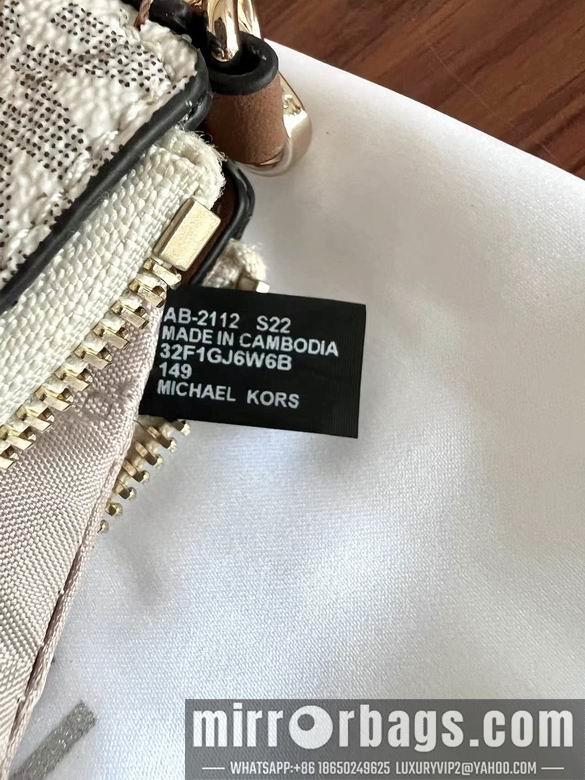 AB-2112 S22
MADE IN CAMBODIA
32F1GJ6W6B
149
MICHAEL KORS
mirrorbags.com
WHATSAPP:+86 18650249625 LUXURYVIP2@YAHOO.COM